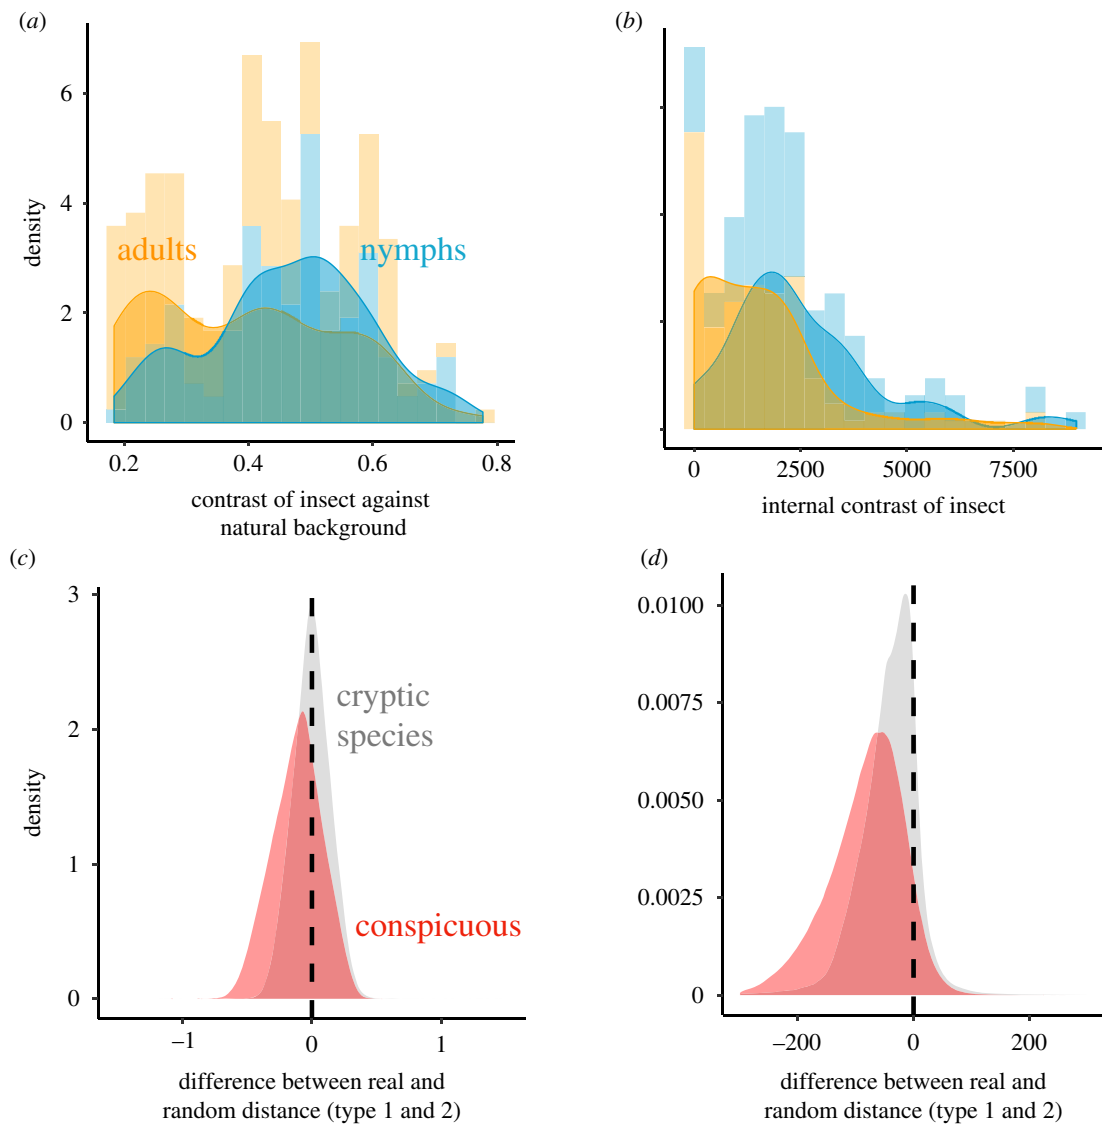 (a)
density
6
4
2
0
adults
nymphs
0.2 0.4 0.6 0.8
contrast of insect against
natural background
(b)
0 2500 5000 7500
internal contrast of insect
(c)
density
3
2
1
0
cryptic
species
conspicuous
–1 0 1
difference between real and
random distance (type 1 and 2)
(d)
0.0100
0.0075
0.0050
0.0025
0
–200 0 200
difference between real and
random distance (type 1 and 2)